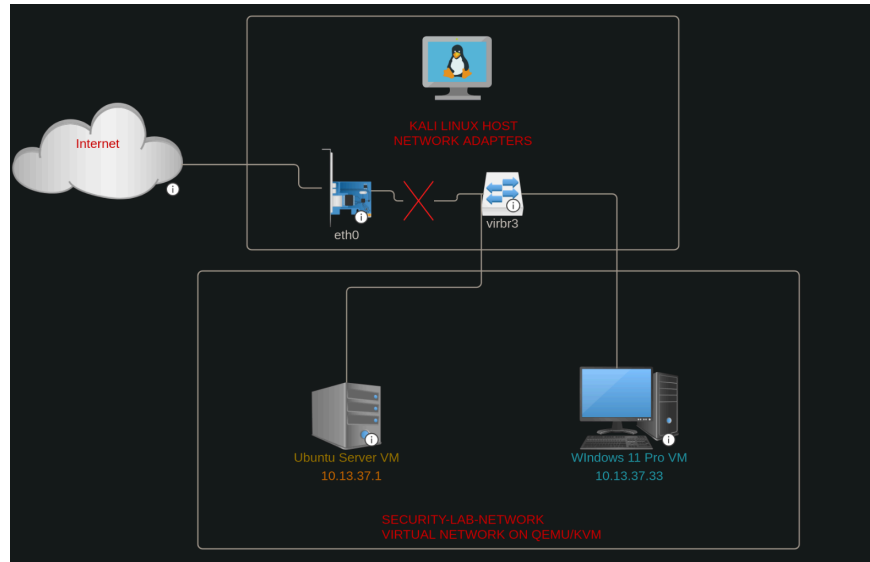 KALI LINUX HOST
NETWORK ADAPTERS
Internet
eth0
virbr3
Ubuntu Server VM
10.13.37.1
WIndows 11 Pro VM
10.13.37.33
SECURITY-LAB-NETWORK
VIRTUAL NETWORK ON QEMU/KVM